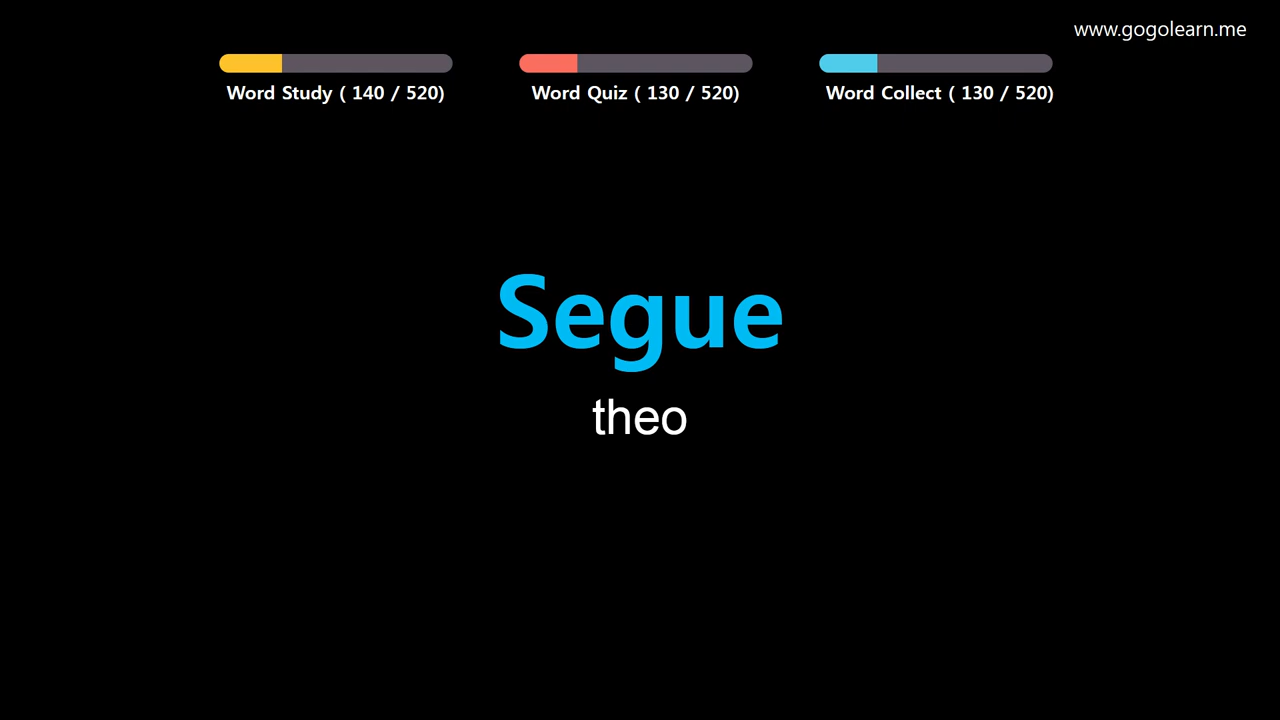 www.gogolearn.me
Word Study ( 140 / 520)
Word Quiz ( 130 / 520)
Word Collect ( 130 / 520)
Segue
theo